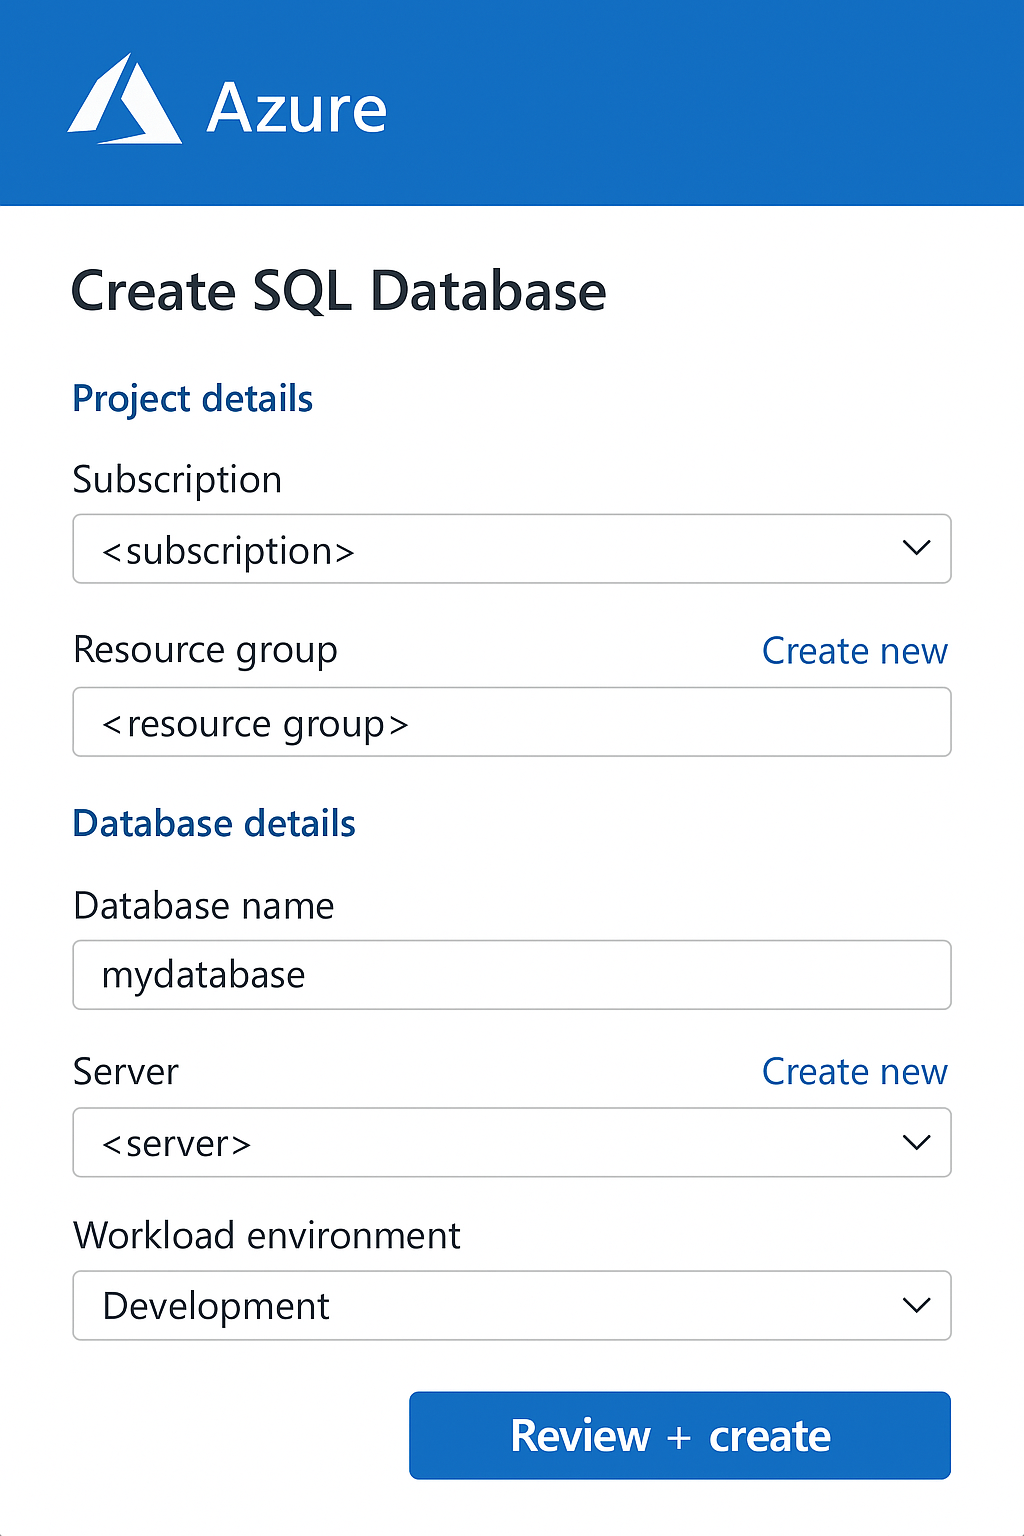 Azure
Create SQL Database
Project details
Subscription
<subscription>
Resource group Create new
<resource group>
Database details
Database name
mydatabase
Server Create new
<server>
Workload environment
Development
Review + create